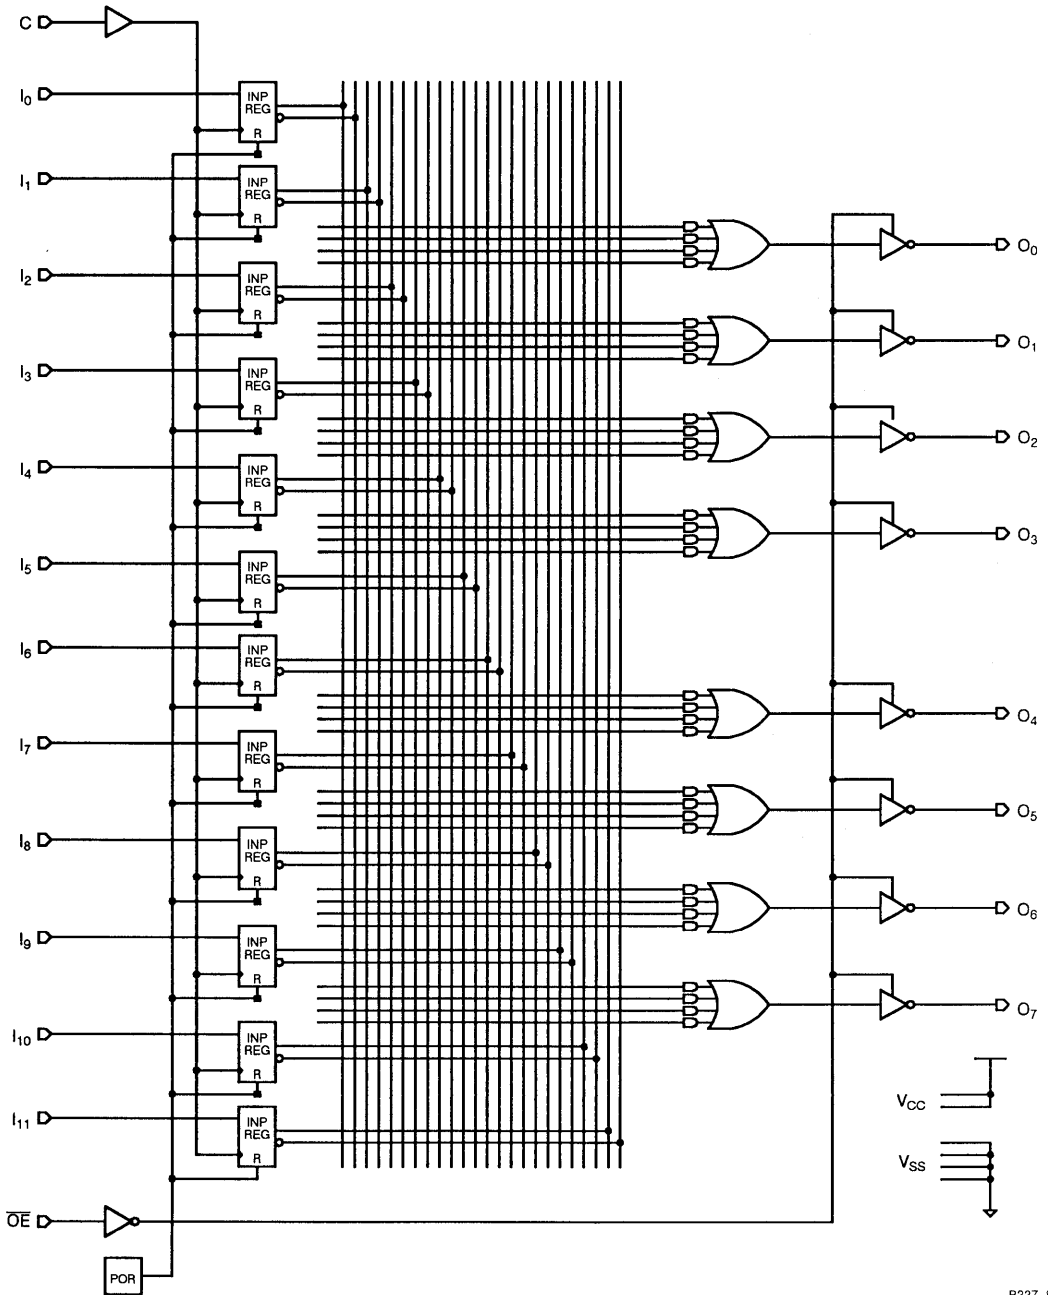 C
I0
INP
REG
R
I1
INP
REG
R
O0
I2
INP
REG
R
O1
I3
INP
REG
R
O2
I4
INP
REG
R
O3
I5
INP
REG
R
I6
INP
REG
R
O4
I7
INP
REG
R
O5
I8
INP
REG
R
O6
I9
INP
REG
R
O7
I10
INP
REG
R
VCC
I11
INP
REG
R
VSS
OE
POR